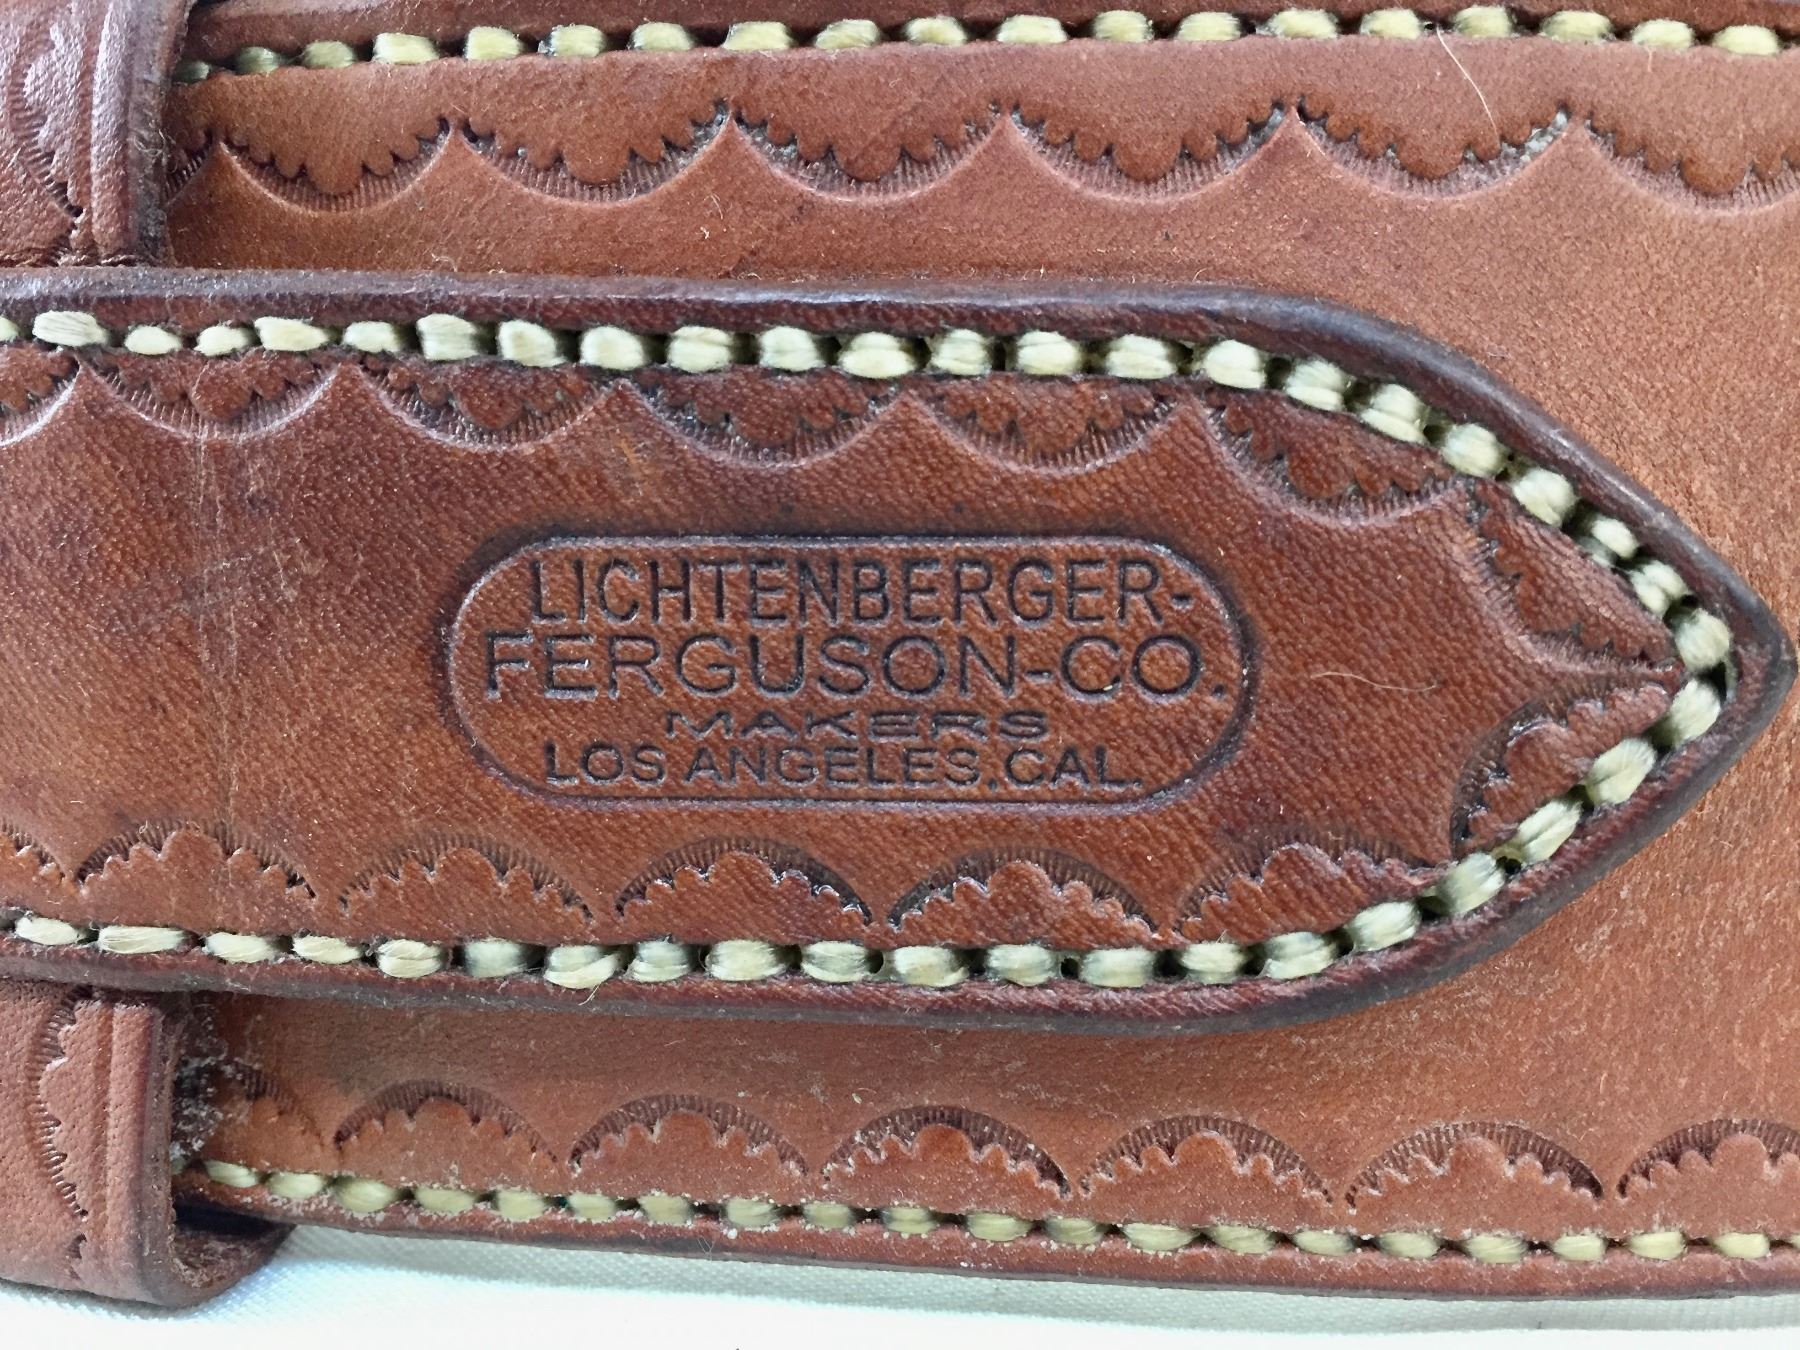 LICHTENBERGER-
FERGUSON-CO.
MAKERS
LOS ANGELES, CAL.